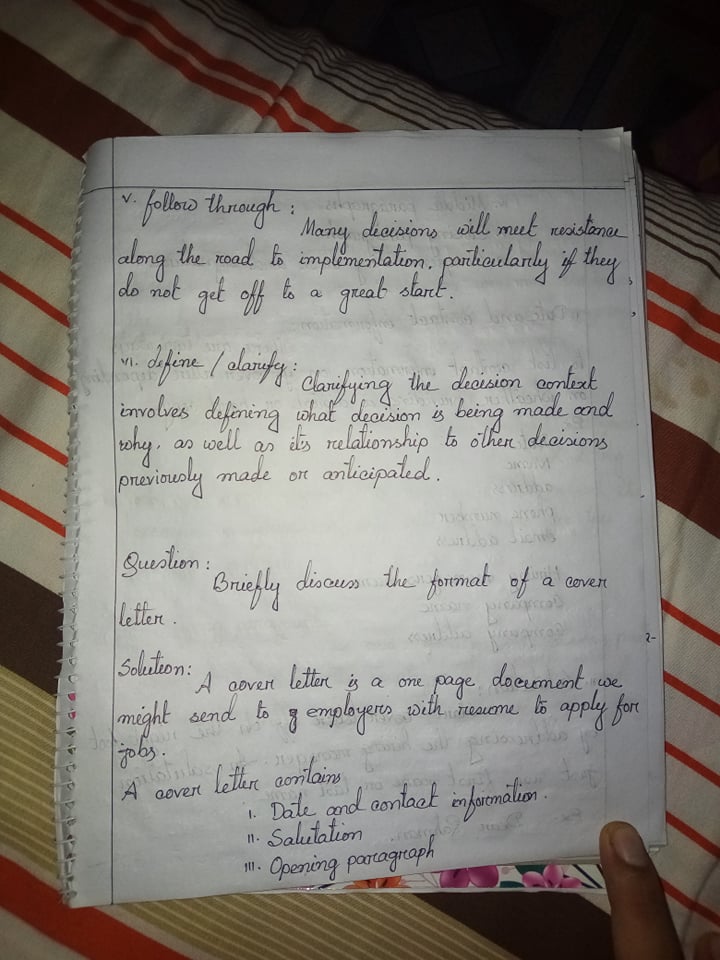 v. follow through :
Many decisions will meet resistance
along the road to implementation. particularly if they
do not get off to a great start.
vi. define / clarify :
Clarifying the decision context
involves defining what decision is being made and
why. as well as its relationship to other decisions
previously made or anticipated.
Question :
Briefly discuss the format of a cover
letter.
Solution :
A cover letter is a one page document we
might send to employers with resume to apply for
jobs.
A cover letter contains
i. Date and contact information.
ii. Salutation
iii. Opening paragraph